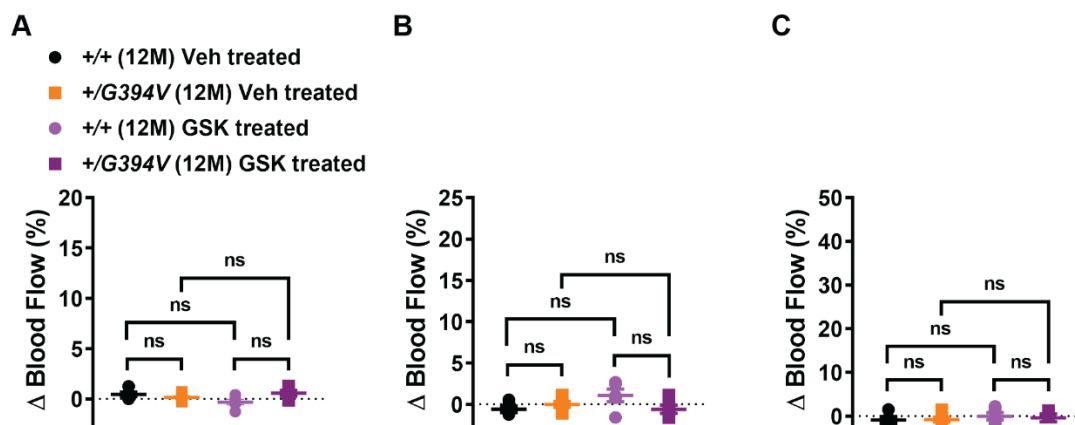 A
+/+ (12M) Veh treated
+/G394V (12M) Veh treated
+/+ (12M) GSK treated
+/G394V (12M) GSK treated
Δ Blood Flow (%)
20
15
10
5
0
ns
ns
ns
ns
B
Δ Blood Flow (%)
25
20
15
10
5
0
ns
ns
ns
ns
C
Δ Blood Flow (%)
50
40
30
20
10
0
ns
ns
ns
ns